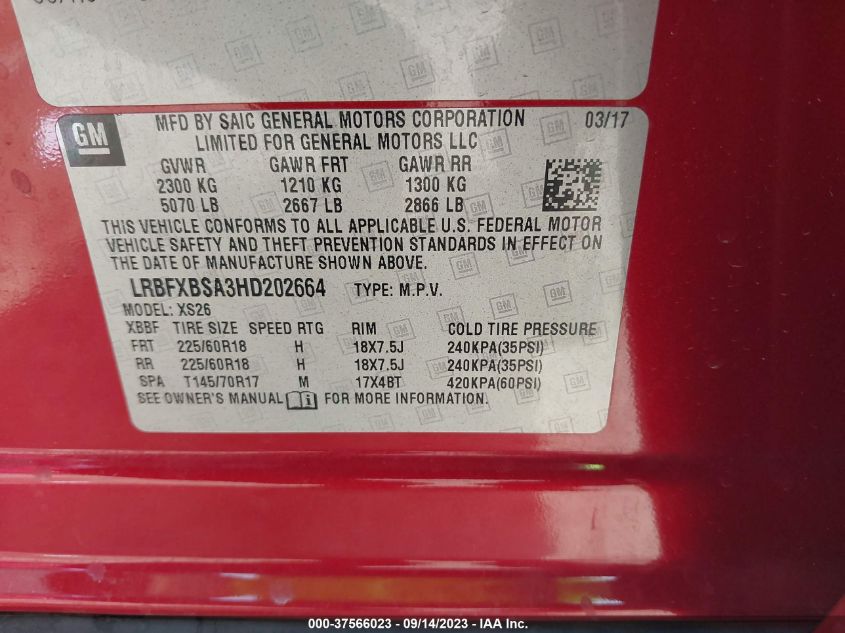 GM
MFD BY SAIC GENERAL MOTORS CORPORATION 03/17
LIMITED FOR GENERAL MOTORS LLC
GVWR GAWR FRT GAWR RR
2300 KG 1210 KG 1300 KG
5070 LB 2667 LB 2866 LB
THIS VEHICLE CONFORMS TO ALL APPLICABLE U.S. FEDERAL MOTOR
VEHICLE SAFETY AND THEFT PREVENTION STANDARDS IN EFFECT ON
THE DATE OF MANUFACTURE SHOWN ABOVE.
LRBFXBSA3HD202664 TYPE: M.P.V.
MODEL: XS26
XBBF TIRE SIZE SPEED RTG RIM COLD TIRE PRESSURE
FRT 225/60R18 H 18X7.5J 240KPA(35PSI)
RR 225/60R18 H 18X7.5J 240KPA(35PSI)
SPA T145/70R17 M 17X4BT 420KPA(60PSI)
SEE OWNER'S MANUAL FOR MORE INFORMATION.
000-37566023 - 09/14/2023 - IAA Inc.